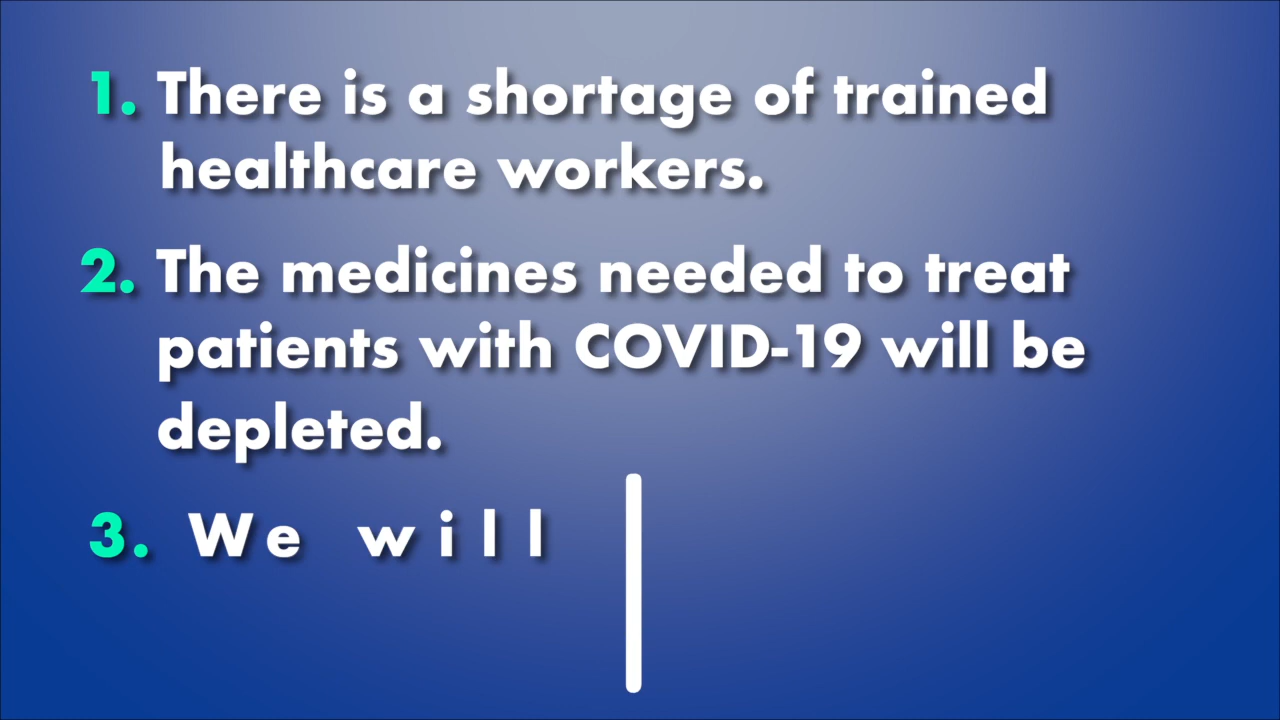 1. There is a shortage of trained
healthcare workers.
2. The medicines needed to treat
patients with COVID-19 will be
depleted.
3. We will